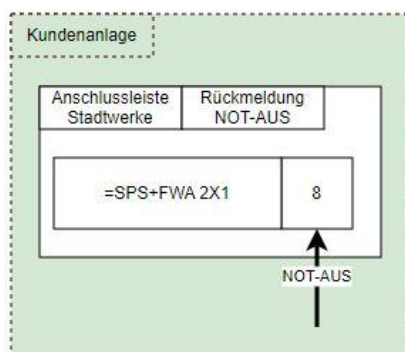 Kundenanlage
Anschlussleiste
Stadtwerke
Rückmeldung
NOT-AUS
=SPS+FWA 2X1
8
NOT-AUS